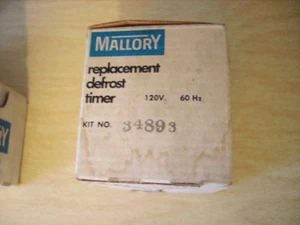 MALLORY
replacement
defrost
timer 120V. 60 Hz
KIT NO. 34893